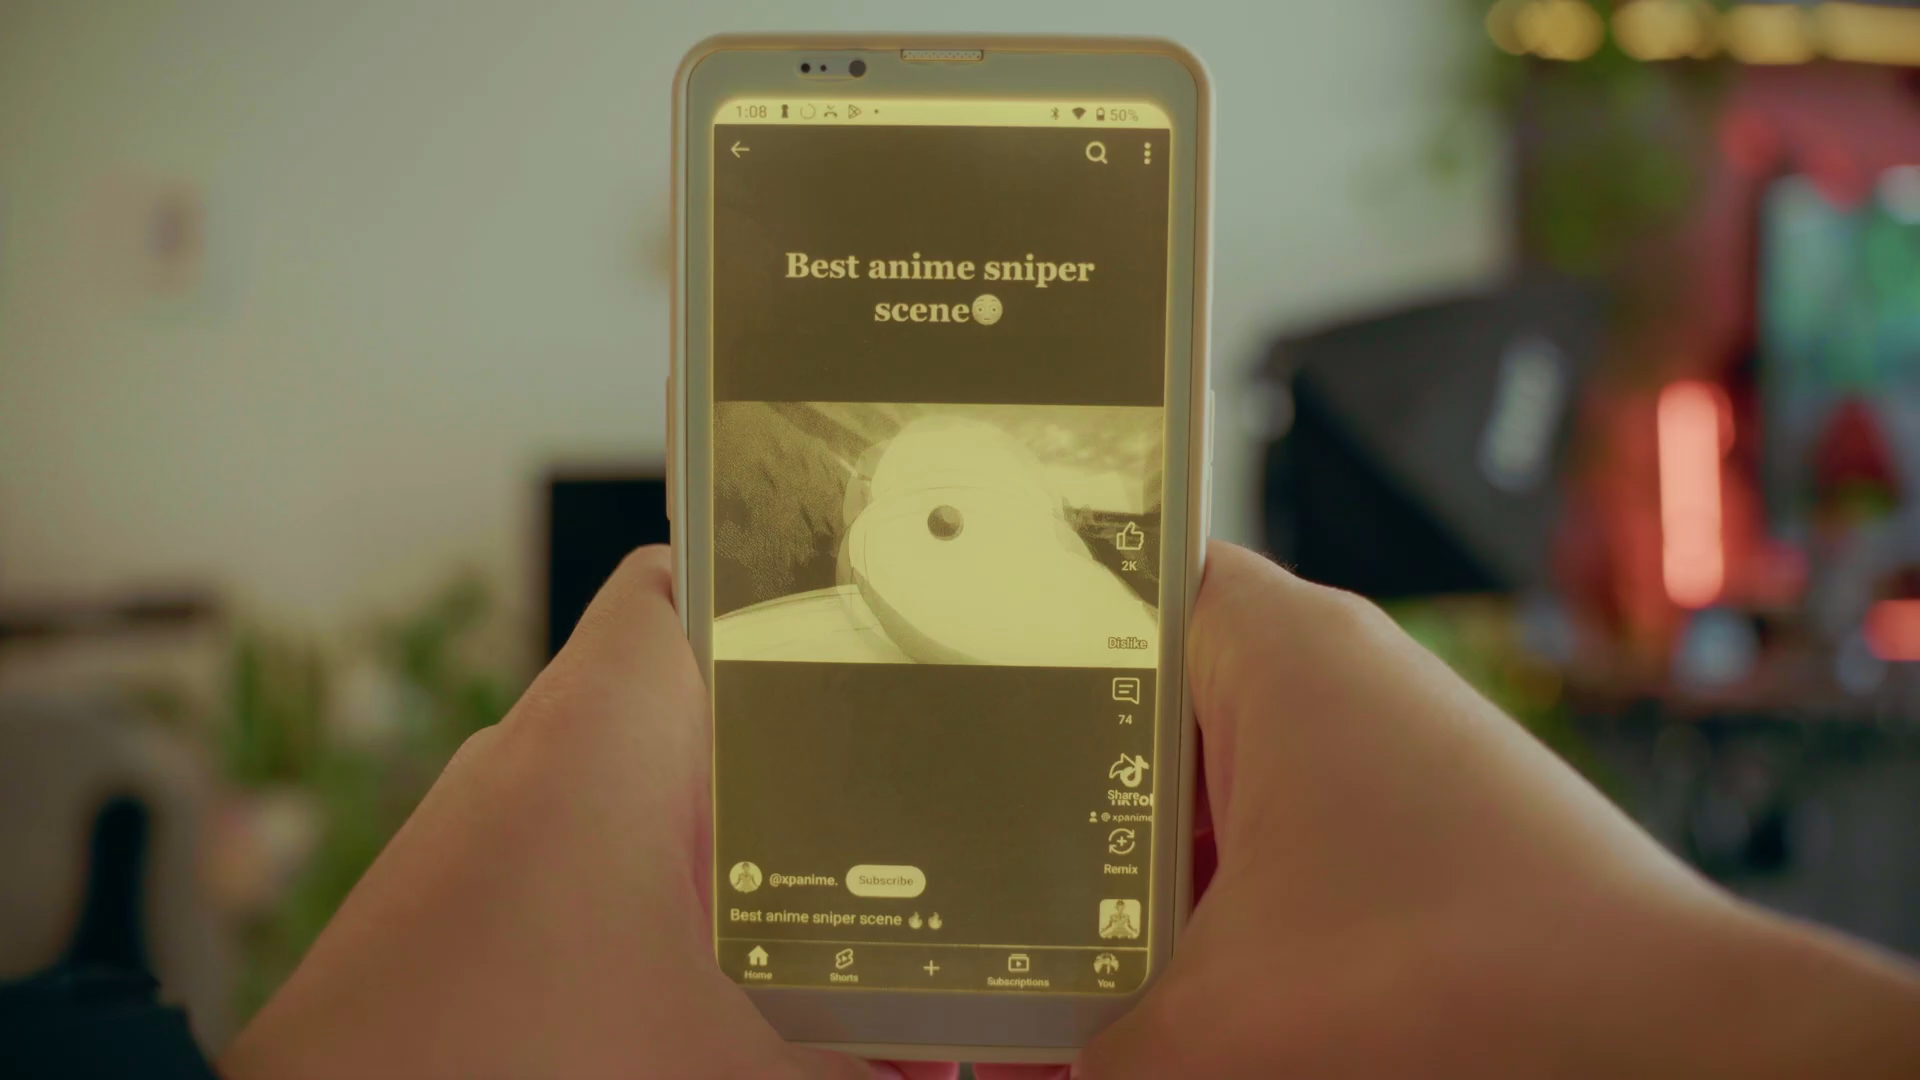 1:08
50%
Best anime sniper
scene😳
2K
Dislike
74
Share
TikTok
@xpanime
Remix
@xpanime. Subscribe
Best anime sniper scene 🔥🔥
Home Shorts + Subscriptions You